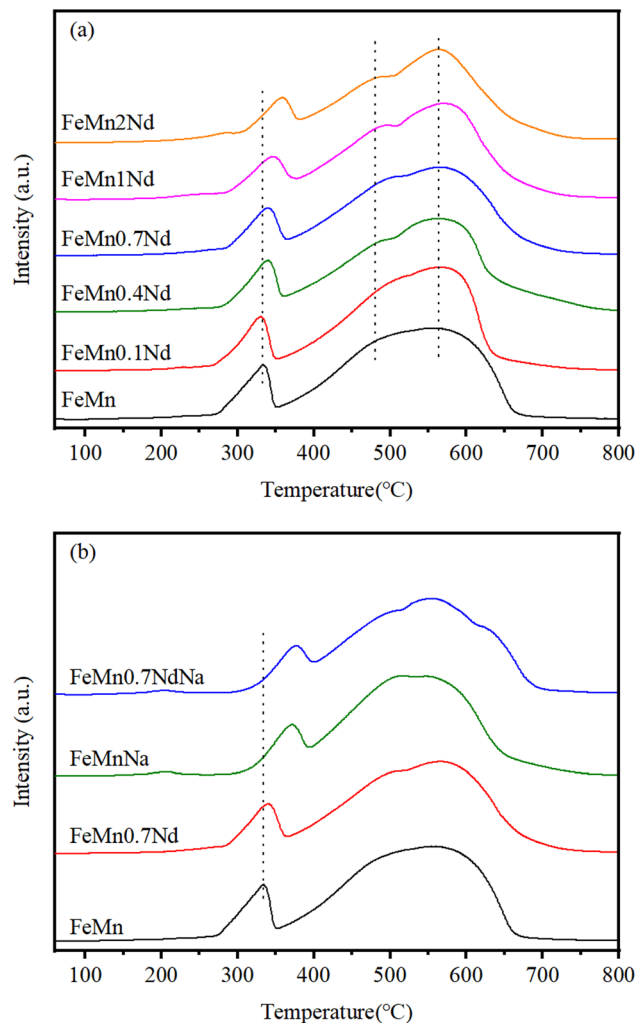 (a)
FeMn2Nd
FeMn1Nd
FeMn0.7Nd
FeMn0.4Nd
FeMn0.1Nd
FeMn
Intensity (a.u.)
100 200 300 400 500 600 700 800
Temperature(℃)
(b)
FeMn0.7NdNa
FeMnNa
FeMn0.7Nd
FeMn
Intensity (a.u.)
100 200 300 400 500 600 700 800
Temperature(℃)